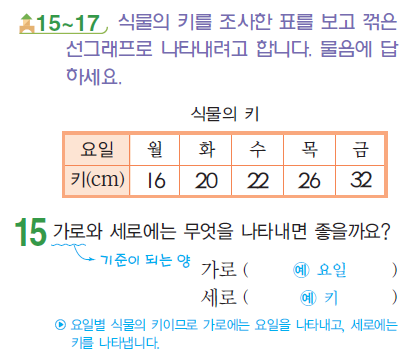 15~17 식물의 키를 조사한 표를 보고 꺾은
선그래프로 나타내려고 합니다. 물음에 답
하세요.
식물의 키
요일 월 화 수 목 금
키(cm) 16 20 22 26 32
15 가로와 세로에는 무엇을 나타내면 좋을까요?
기준이 되는 양
가로 ( 예 요일 )
세로 ( 예 키 )
▶ 요일별 식물의 키이므로 가로에는 요일을 나타내고, 세로에는
키를 나타냅니다.